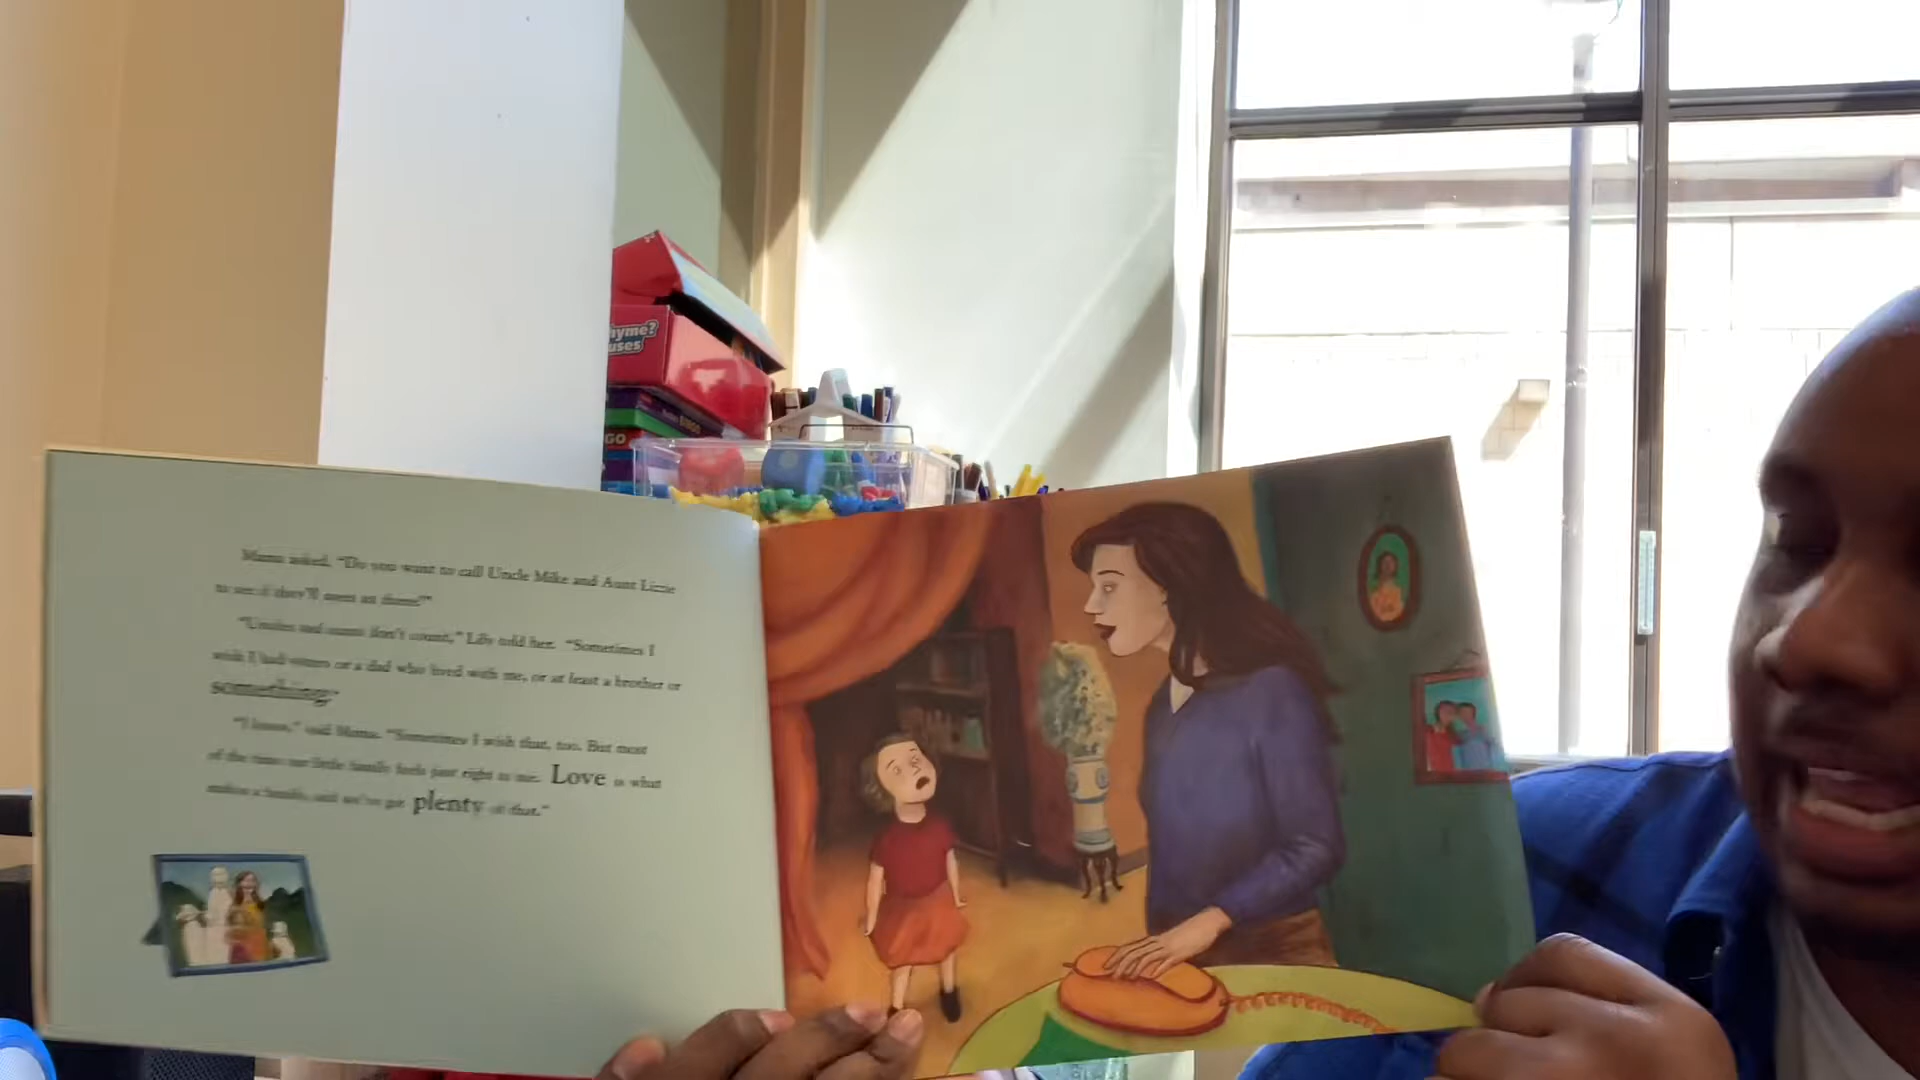 hyme?
uses
BINGO
GO
Mama asked, "Do you want to call Uncle Mike and Aunt Lizzie
to see if they'll meet us there?"
"Uncles and aunts don't count," Lily told her. "Sometimes I
wish I had sisters or a dad who lived with me, or at least a brother or
something."
"I know," said Mama. "Sometimes I wish that, too. But most
of the time our little family feels just right to me. Love is what
makes a family, and we've got plenty of that."